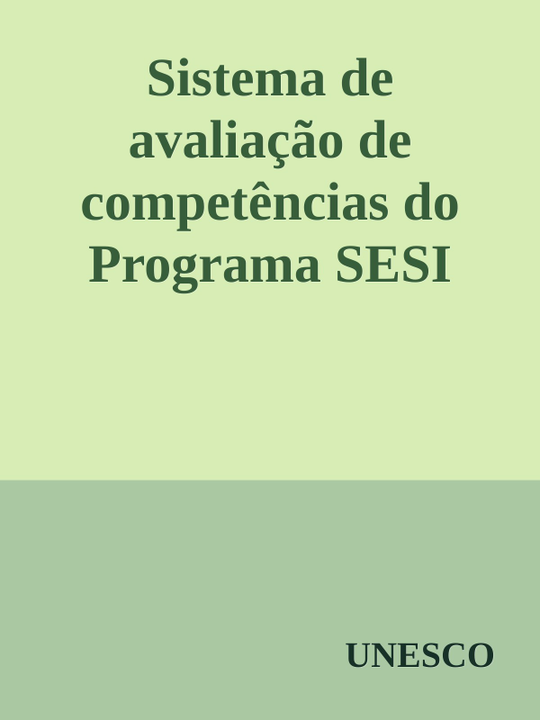 Sistema de
avaliação de
competências do
Programa SESI
UNESCO